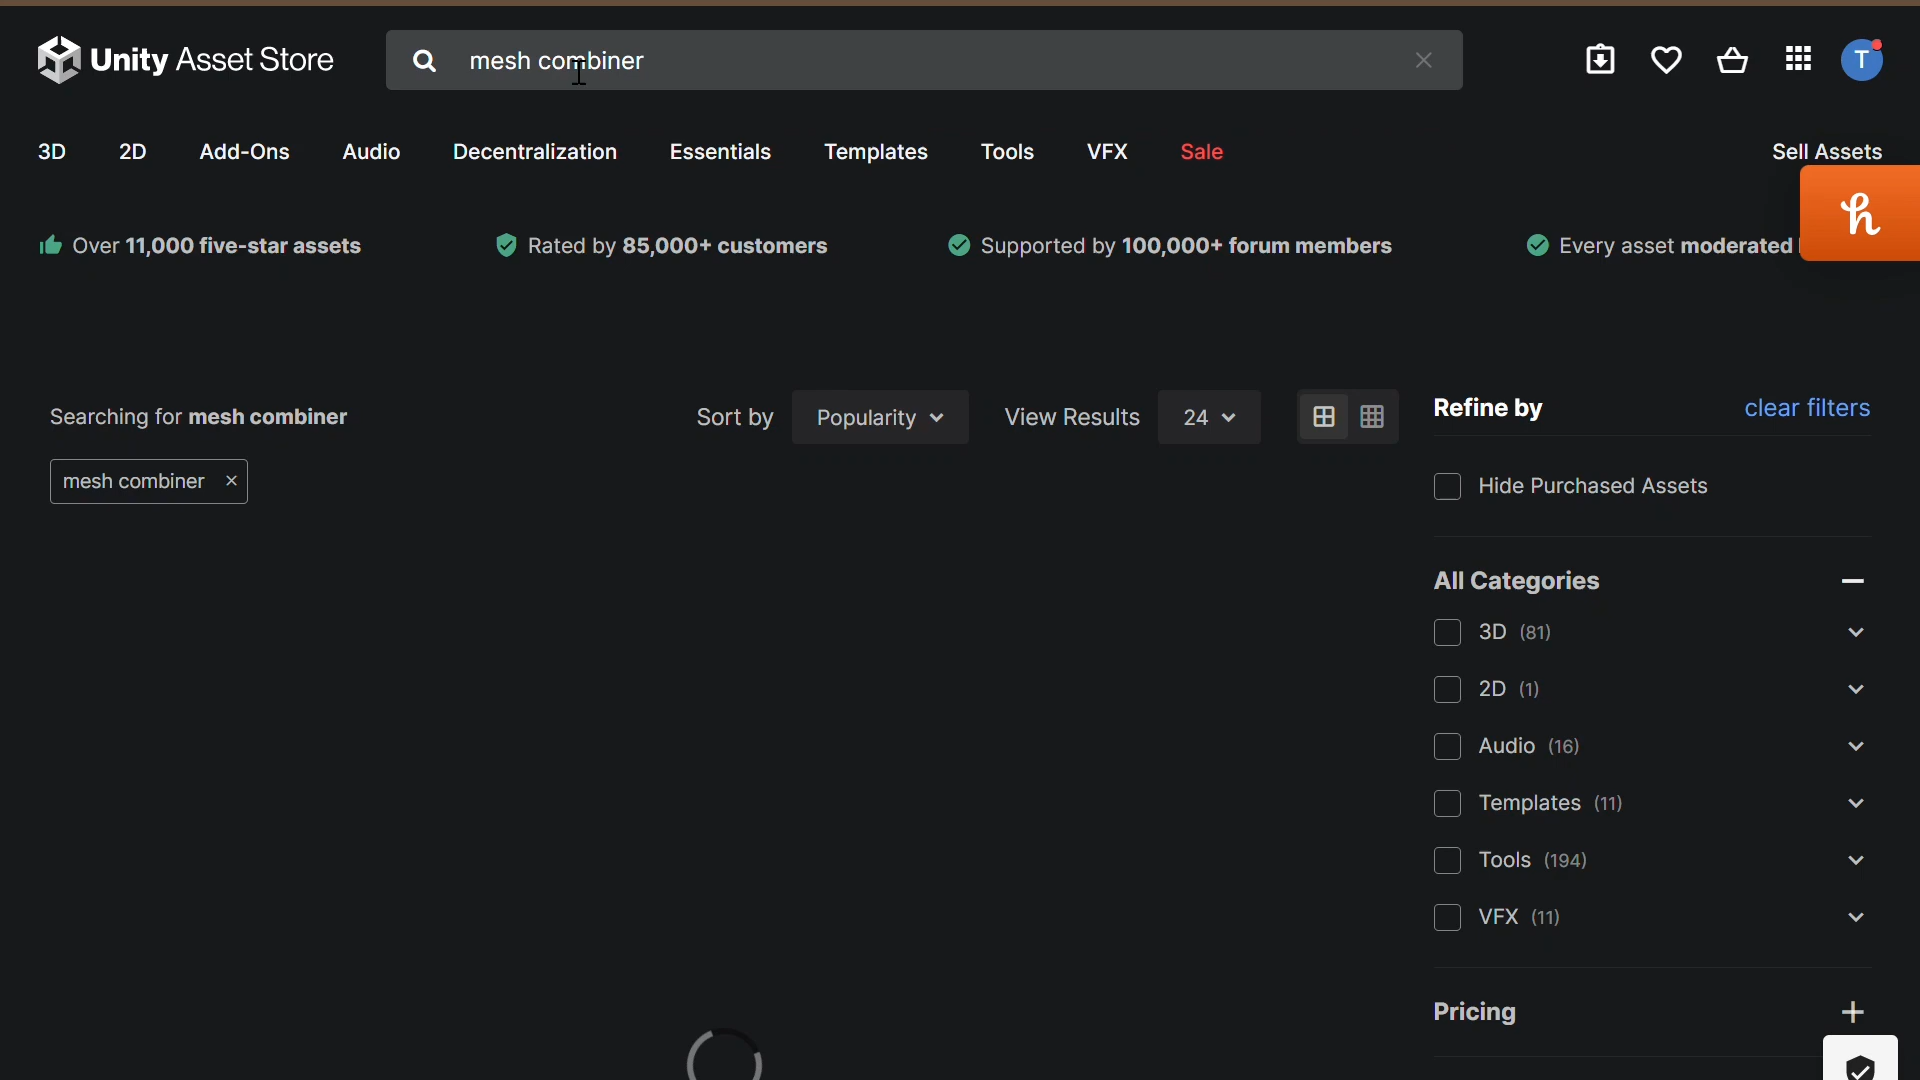 Unity Asset Store
mesh combiner
T
3D 2D Add-Ons Audio Decentralization Essentials Templates Tools VFX Sale Sell Assets
h
Over 11,000 five-star assets Rated by 85,000+ customers Supported by 100,000+ forum members Every asset moderated
Searching for mesh combiner
Sort by Popularity View Results 24
mesh combiner ×
Refine by clear filters
Hide Purchased Assets
All Categories
3D (81)
2D (1)
Audio (16)
Templates (11)
Tools (194)
VFX (11)
Pricing